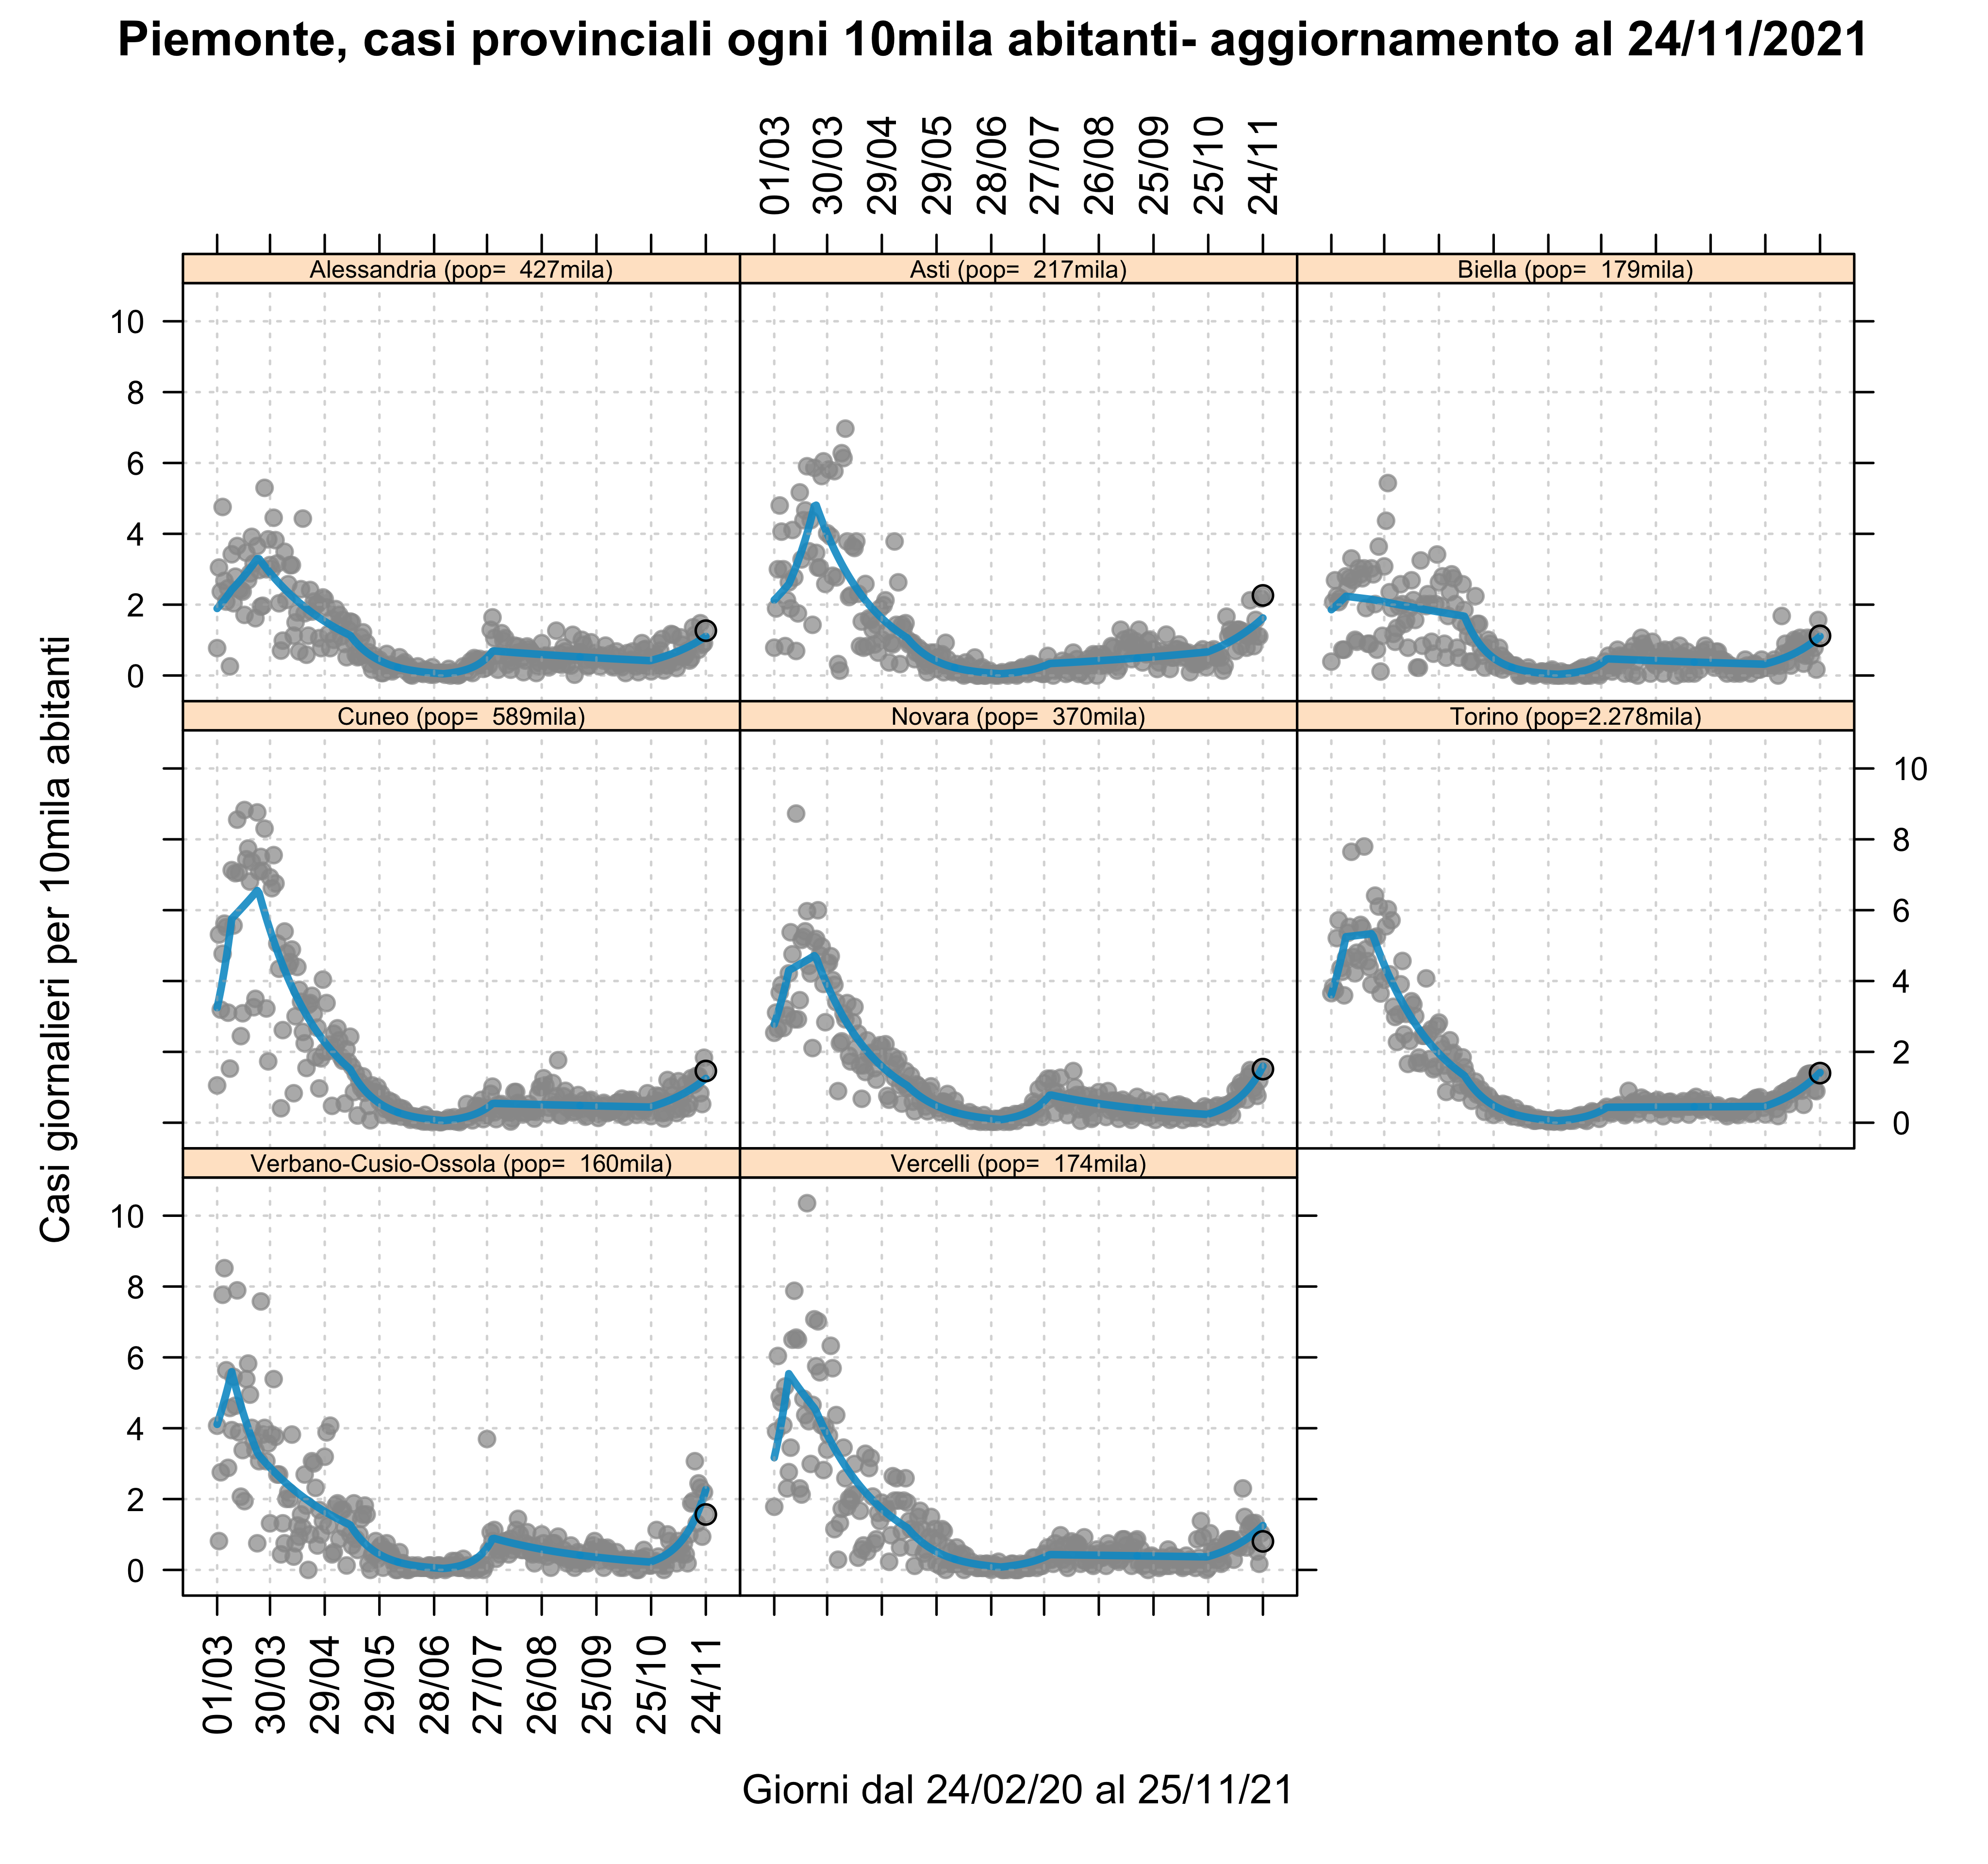 Piemonte, casi provinciali ogni 10mila abitanti- aggiornamento al 24/11/2021
01/03 30/03 29/04 29/05 28/06 27/07 26/08 25/09 25/10 24/11
Alessandria (pop=  427mila)
Asti (pop=  217mila)
Biella (pop=  179mila)
10
8
6
4
2
0
Cuneo (pop=  589mila)
Novara (pop=  370mila)
Torino (pop=2.278mila)
10
8
6
4
2
0
Verbano-Cusio-Ossola (pop=  160mila)
Vercelli (pop=  174mila)
10
8
6
4
2
0
Casi giornalieri per 10mila abitanti
01/03 30/03 29/04 29/05 28/06 27/07 26/08 25/09 25/10 24/11
Giorni dal 24/02/20 al 25/11/21